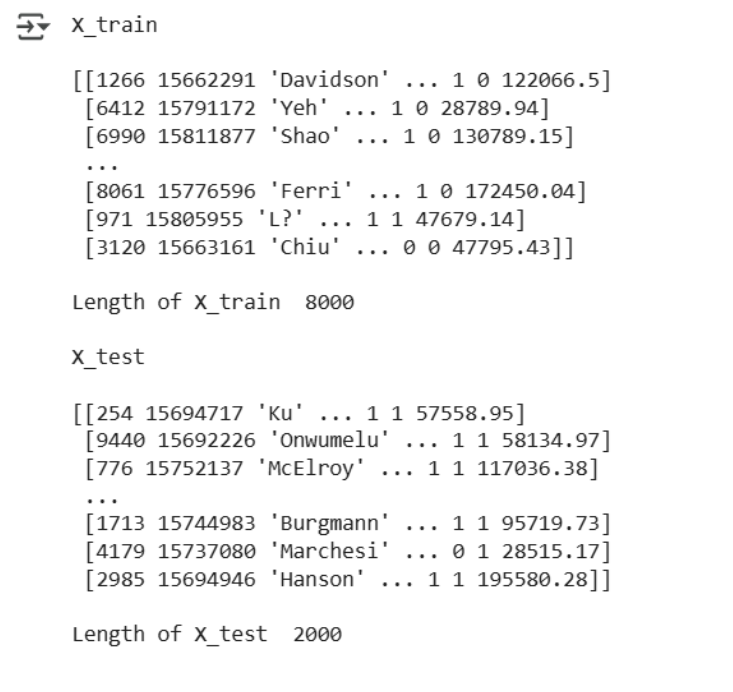 X_train
[[1266 15662291 'Davidson' ... 1 0 122066.5]
[6412 15791172 'Yeh' ... 1 0 28789.94]
[6990 15811877 'Shao' ... 1 0 130789.15]
...
[8061 15776596 'Ferri' ... 1 0 172450.04]
[971 15805955 'L?' ... 1 1 47679.14]
[3120 15663161 'Chiu' ... 0 0 47795.43]]
Length of X_train  8000
X_test
[[254 15694717 'Ku' ... 1 1 57558.95]
[9440 15692226 'Onwumelu' ... 1 1 58134.97]
[776 15752137 'McElroy' ... 1 1 117036.38]
...
[1713 15744983 'Burgmann' ... 1 1 95719.73]
[4179 15737080 'Marchesi' ... 0 1 28515.17]
[2985 15694946 'Hanson' ... 1 1 195580.28]]
Length of X_test  2000